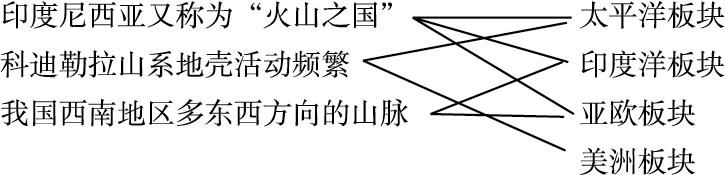 印度尼西亚又称为“火山之国” 太平洋板块
科迪勒拉山系地壳活动频繁 印度洋板块
我国西南地区多东西方向的山脉 亚欧板块
美洲板块